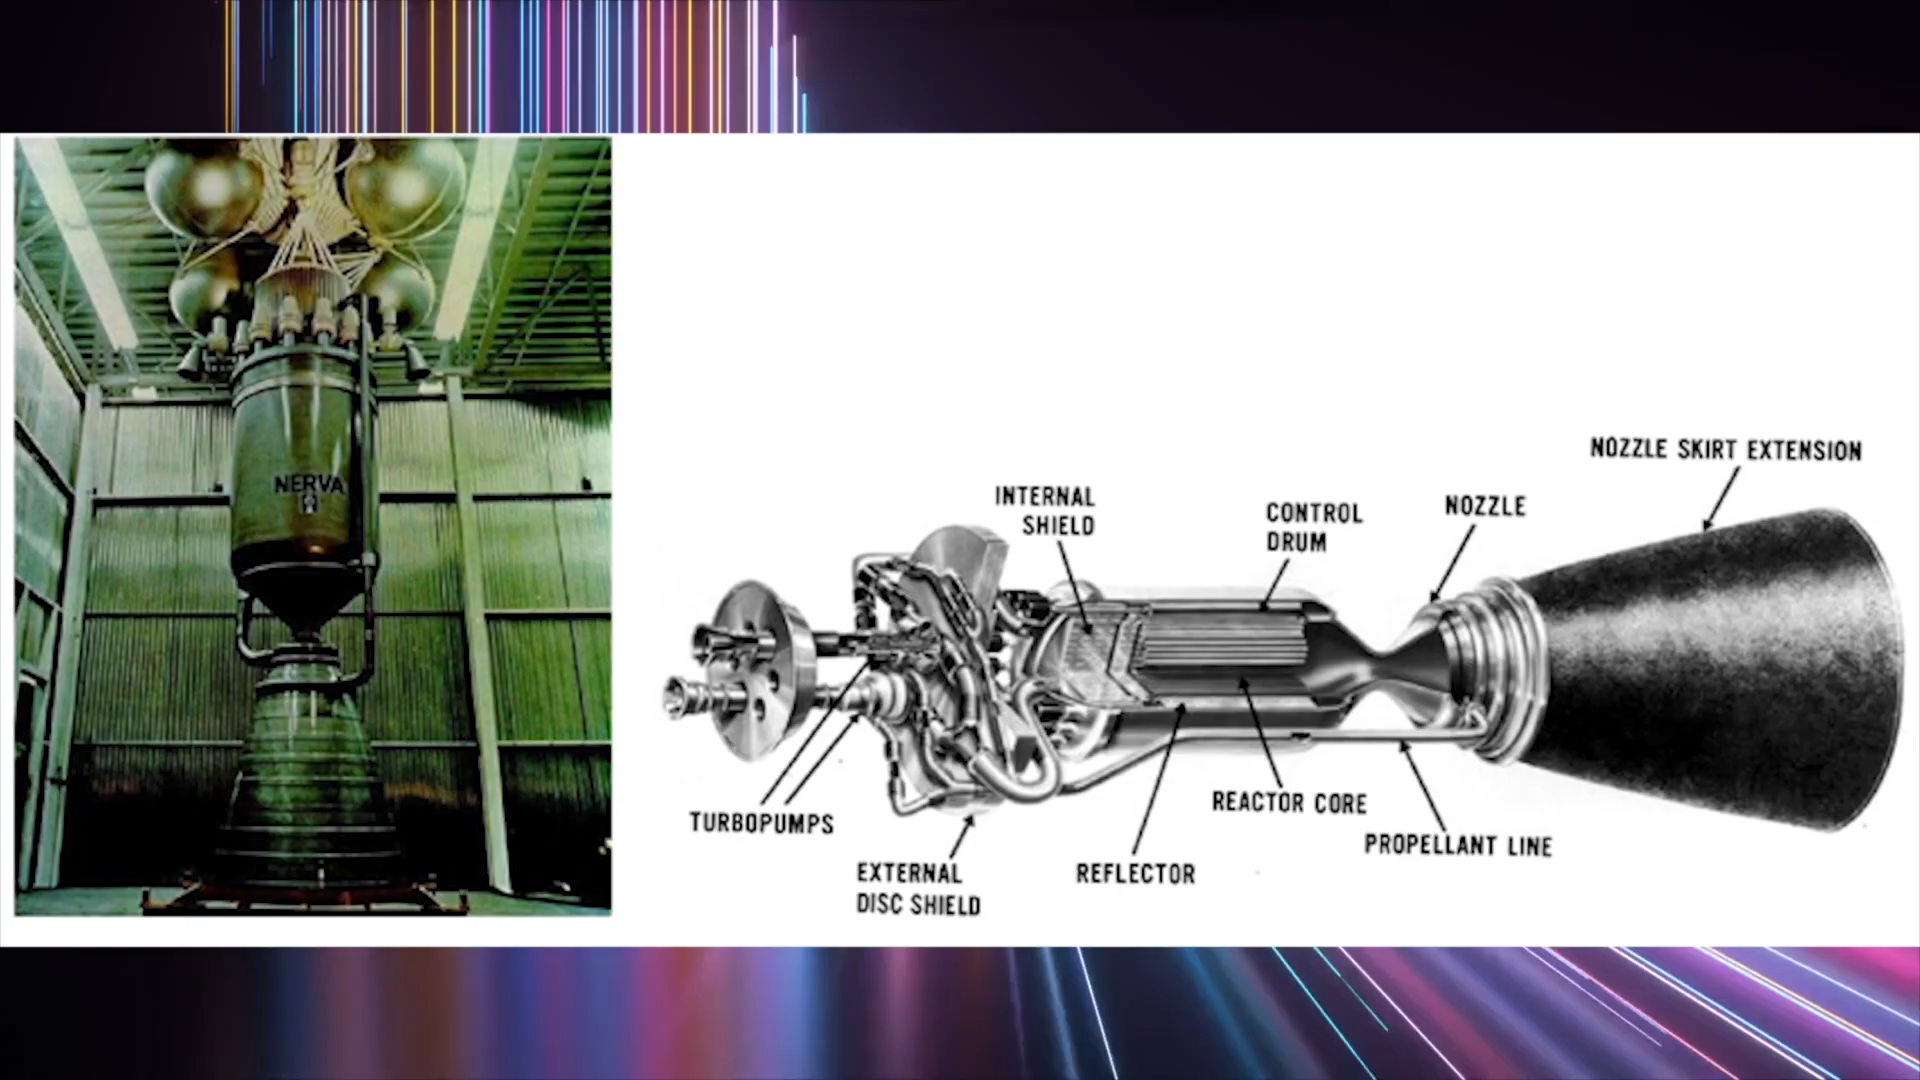 NERVA
INTERNAL
SHIELD
CONTROL
DRUM
NOZZLE
NOZZLE SKIRT EXTENSION
TURBOPUMPS
EXTERNAL
DISC SHIELD
REFLECTOR
REACTOR CORE
PROPELLANT LINE